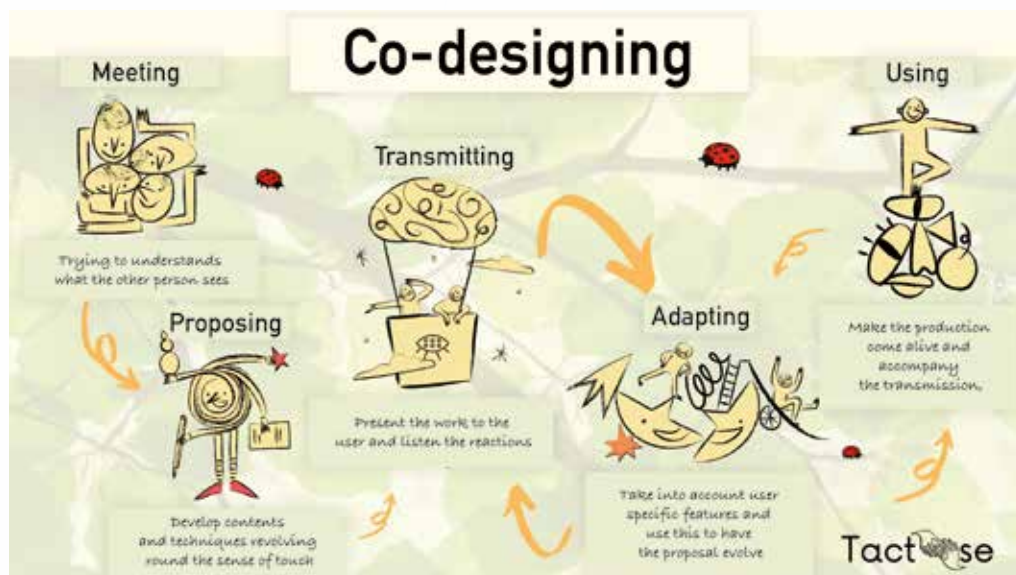 Co-designing
Meeting
Trying to understands
what the other person sees
Proposing
Develop contents
and techniques revolving
round the sense of touch
Transmitting
Present the work to the
user and listen the reactions
Adapting
Take into account user
specific features and
use this to have
the proposal evolve
Using
Make the production
come alive and
accompany
the transmission.
Tact se